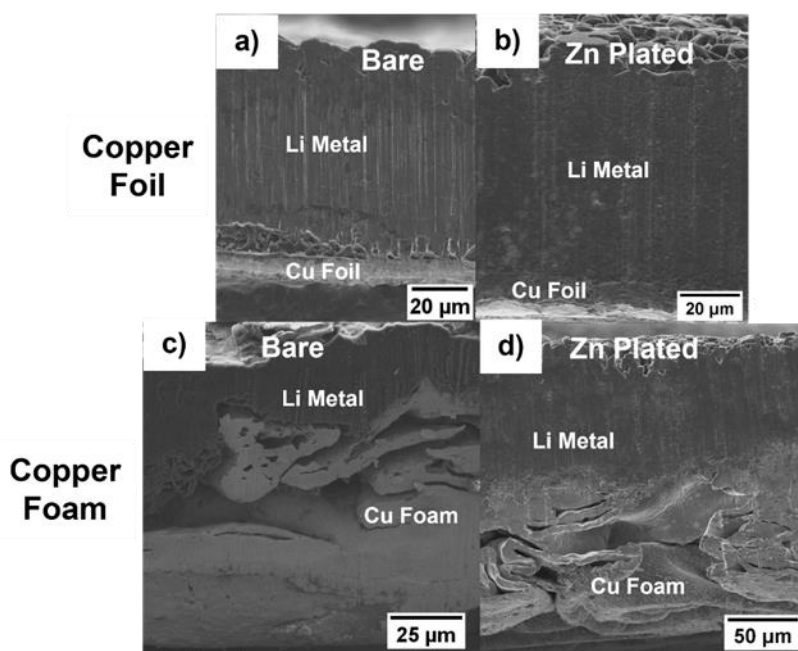 a)
Bare
b)
Zn Plated
Copper
Foil
Li Metal
Li Metal
Cu Foil
Cu Foil
20 µm
20 µm
c)
Bare
d)
Zn Plated
Li Metal
Li Metal
Copper
Foam
Cu Foam
Cu Foam
25 µm
50 µm